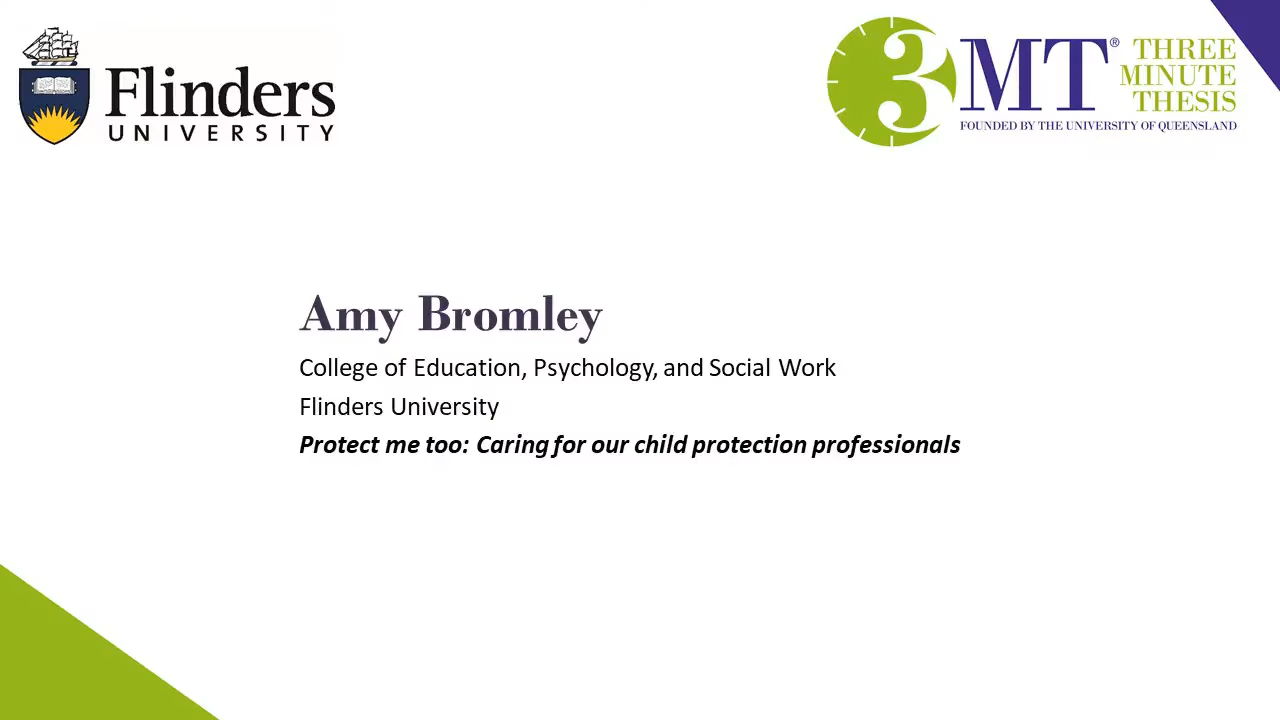 Flinders
UNIVERSITY
3MT® THREE
MINUTE
THESIS
FOUNDED BY THE UNIVERSITY OF QUEENSLAND
Amy Bromley
College of Education, Psychology, and Social Work
Flinders University
Protect me too: Caring for our child protection professionals